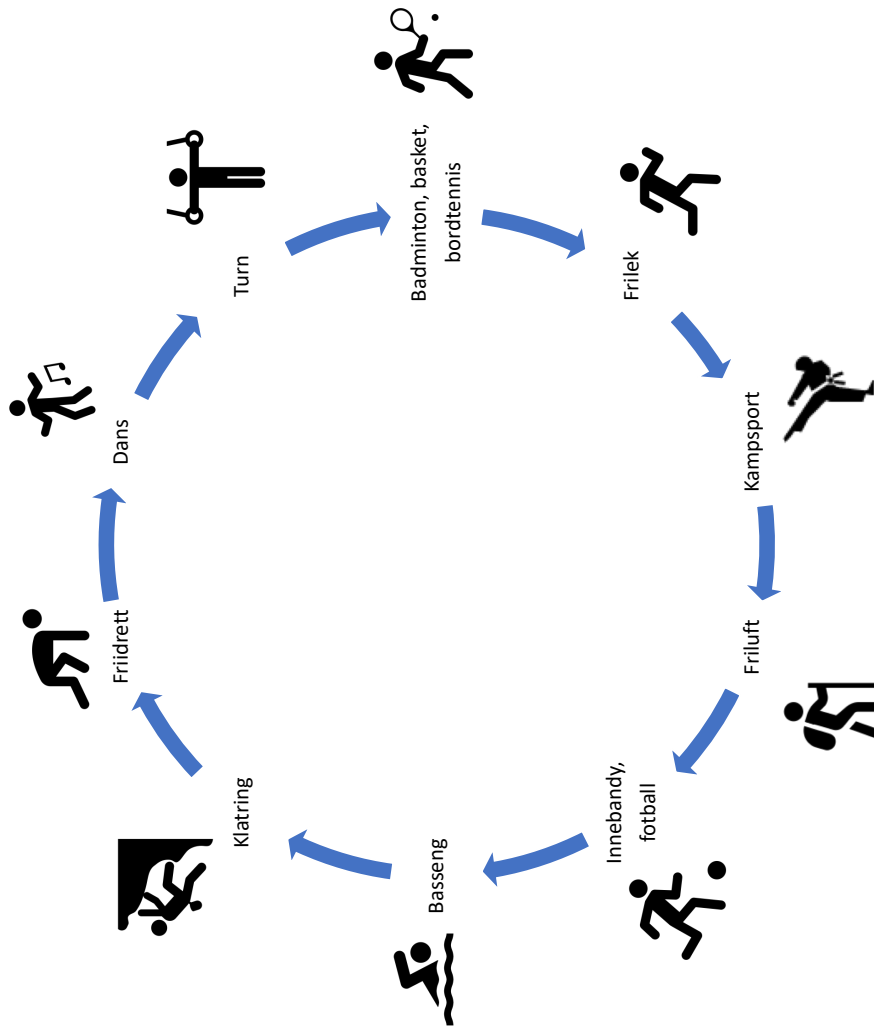 Badminton, basket,
bordtennis
Frilek
Kampsport
Friluft
Innebandy,
fotball
Basseng
Klatring
Friidrett
Dans
Turn